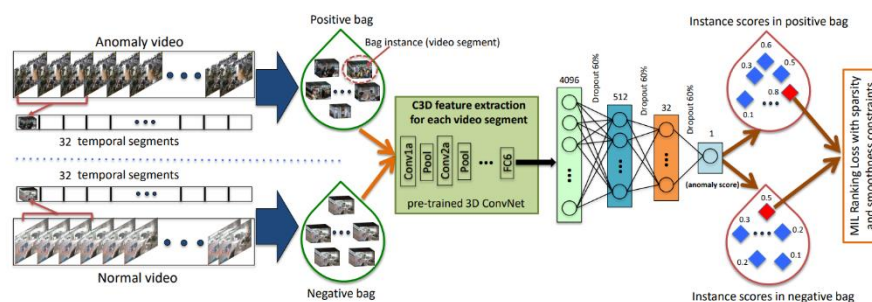 Anomaly video
32 temporal segments
32 temporal segments
Normal video
Positive bag
Bag instance (video segment)
Negative bag
C3D feature extraction
for each video segment
Conv1a
Pool
Conv2a
Pool
FC6
pre-trained 3D ConvNet
4096
Dropout 60%
512
Dropout 60%
32
Dropout 60%
1
(anomaly score)
Instance scores in positive bag
0.6
0.3
0.5
0.8
0.1
0.5
0.3
0.2
0.2
0.1
Instance scores in negative bag
MIL Ranking Loss with sparsity
and smoothness constraints